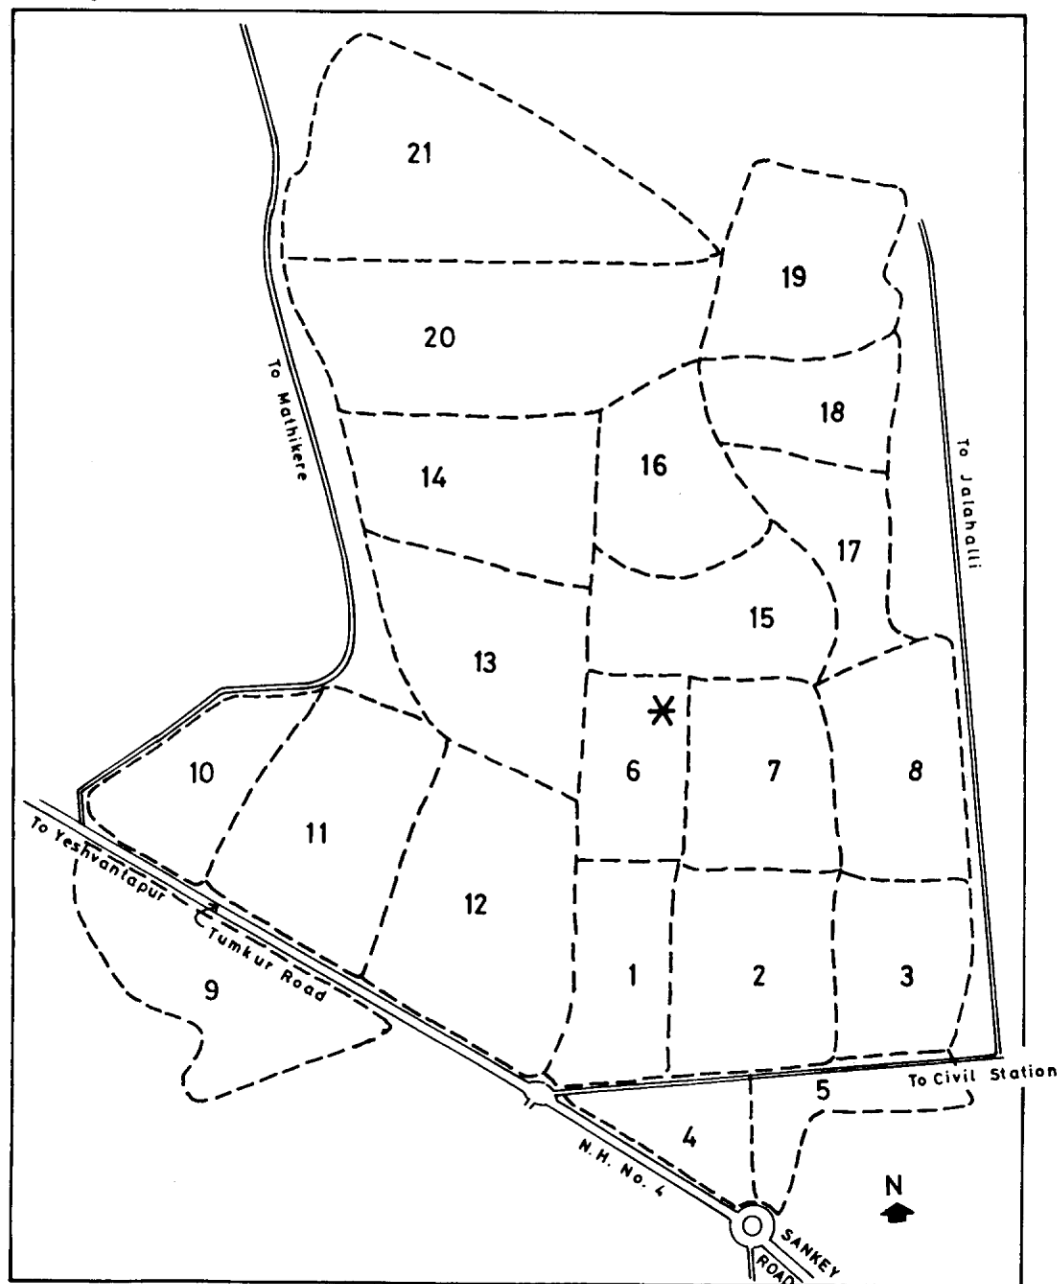 21
19
20
To Mathikere
18
14
16
To Jalahalli
17
15
13
✱
6
7
8
10
11
To Yeshvantapur
12
Tumkur Road
9
1
2
3
To Civil Station
5
4
N.H. No. 4
N
SANKEY
ROAD